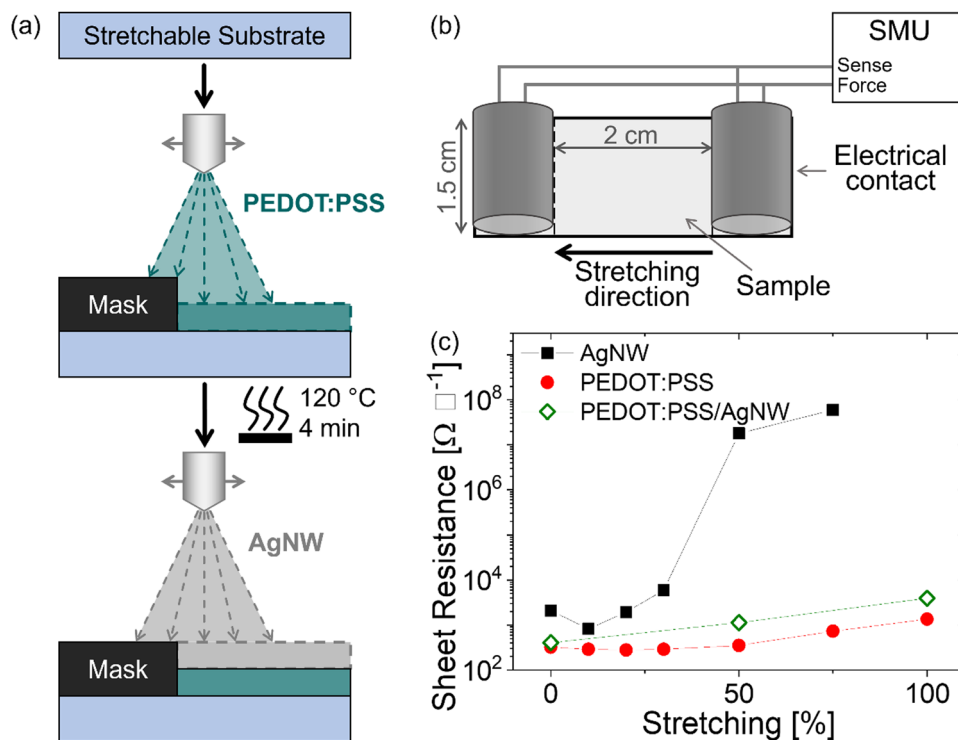 (a)
Stretchable Substrate
PEDOT:PSS
Mask
120 °C
4 min
AgNW
Mask
(b)
SMU
Sense
Force
2 cm
1.5 cm
Electrical
contact
Stretching
direction
Sample
(c)
AgNW
PEDOT:PSS
PEDOT:PSS/AgNW
Sheet Resistance [Ω □⁻¹]
10⁸
10⁶
10⁴
10²
0
50
100
Stretching [%]